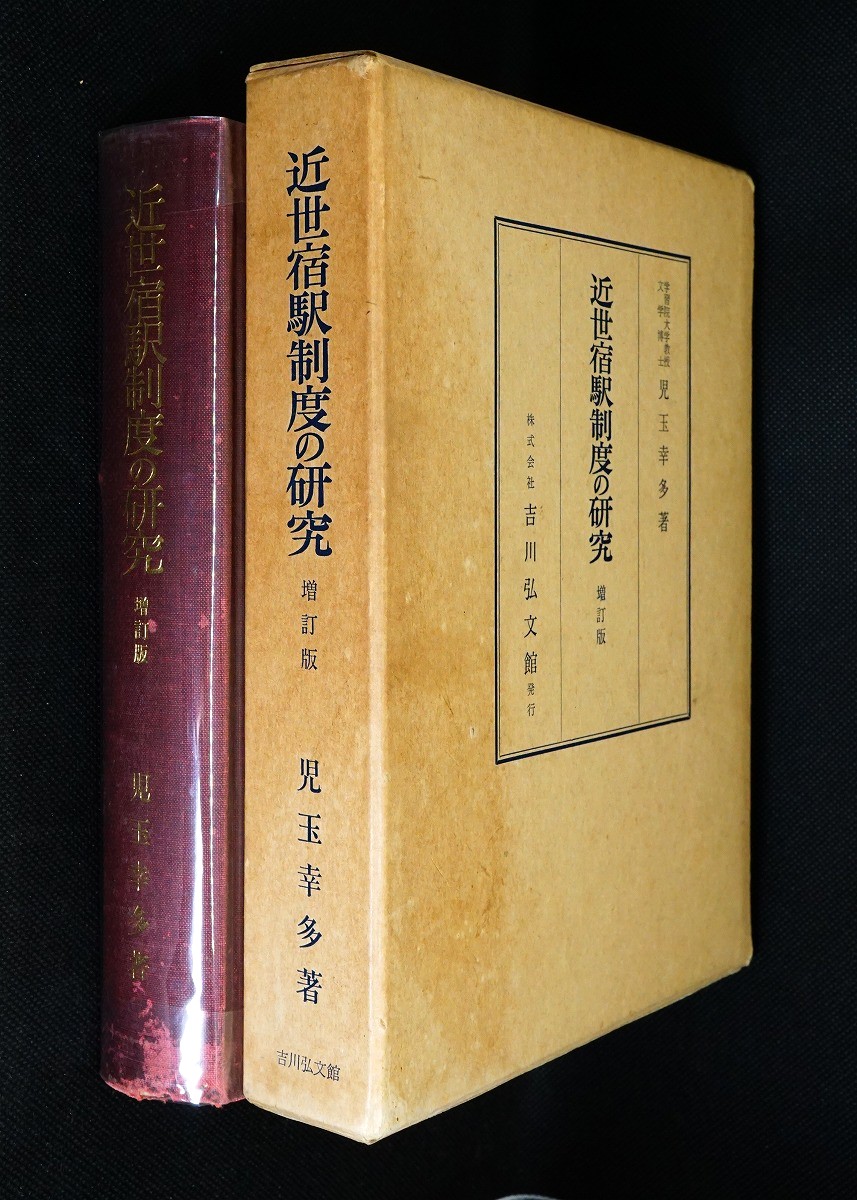 近世宿駅制度の研究
増訂版
児玉幸多著
近世宿駅制度の研究
増訂版
児玉幸多著
吉川弘文館
学習院大学教授
文学博士
児玉幸多著
近世宿駅制度の研究
増訂版
株式会社 吉川弘文館 発行